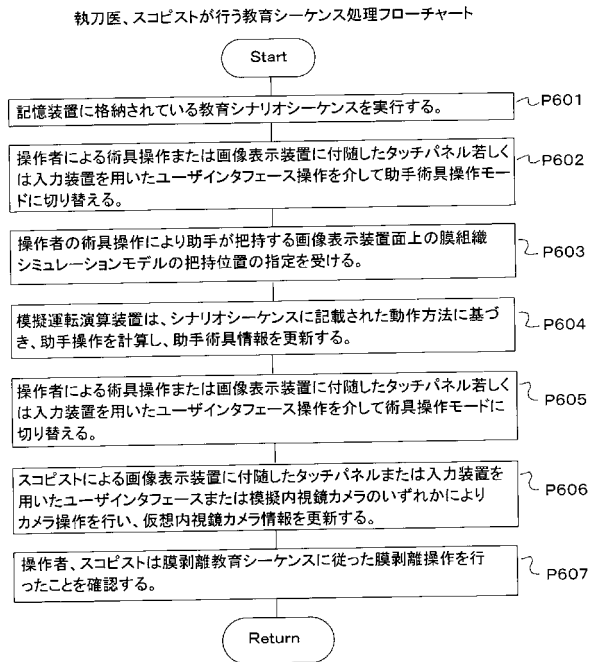 執刀医、スコピストが行う教育シーケンス処理フローチャート
Start
記憶装置に格納されている教育シナリオシーケンスを実行する。
P601
操作者による術具操作または画像表示装置に付随したタッチパネル若しく
は入力装置を用いたユーザインタフェース操作を介して助手術具操作モー
ドに切り替える。
P602
操作者の術具操作により助手が把持する画像表示装置面上の膜組織
シミュレーションモデルの把持位置の指定を受ける。
P603
模擬運転演算装置は、シナリオシーケンスに記載された動作方法に基づ
き、助手操作を計算し、助手術具情報を更新する。
P604
操作者による術具操作または画像表示装置に付随したタッチパネル若しく
は入力装置を用いたユーザインタフェース操作を介して術具操作モードに
切り替える。
P605
スコピストによる画像表示装置に付随したタッチパネルまたは入力装置を
用いたユーザインタフェースまたは模擬内視鏡カメラのいずれかにより
カメラ操作を行い、仮想内視鏡カメラ情報を更新する。
P606
操作者、スコピストは膜剥離教育シーケンスに従った膜剥離操作を行
ったことを確認する。
P607
Return